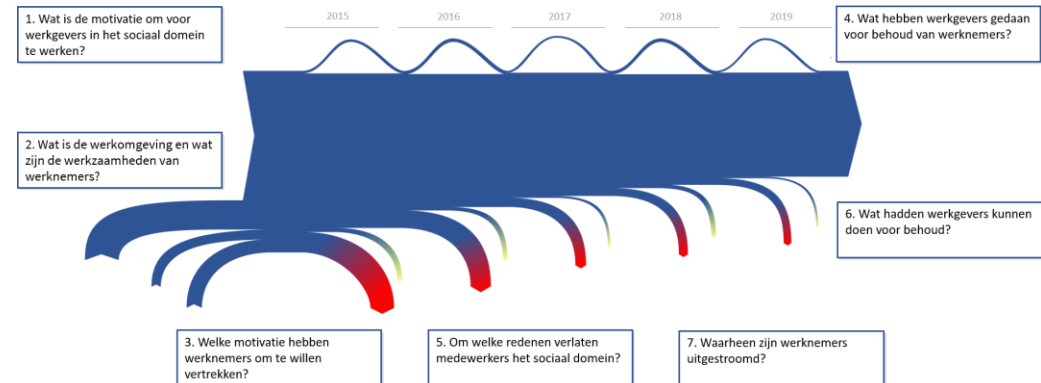 1. Wat is de motivatie om voor
werkgevers in het sociaal domein
te werken?
2015
2016
2017
2018
2019
4. Wat hebben werkgevers gedaan
voor behoud van werknemers?
2. Wat is de werkomgeving en wat
zijn de werkzaamheden van
werknemers?
6. Wat hadden werkgevers kunnen
doen voor behoud?
3. Welke motivatie hebben
werknemers om te willen
vertrekken?
5. Om welke redenen verlaten
medewerkers het sociaal domein?
7. Waarheen zijn werknemers
uitgestroomd?